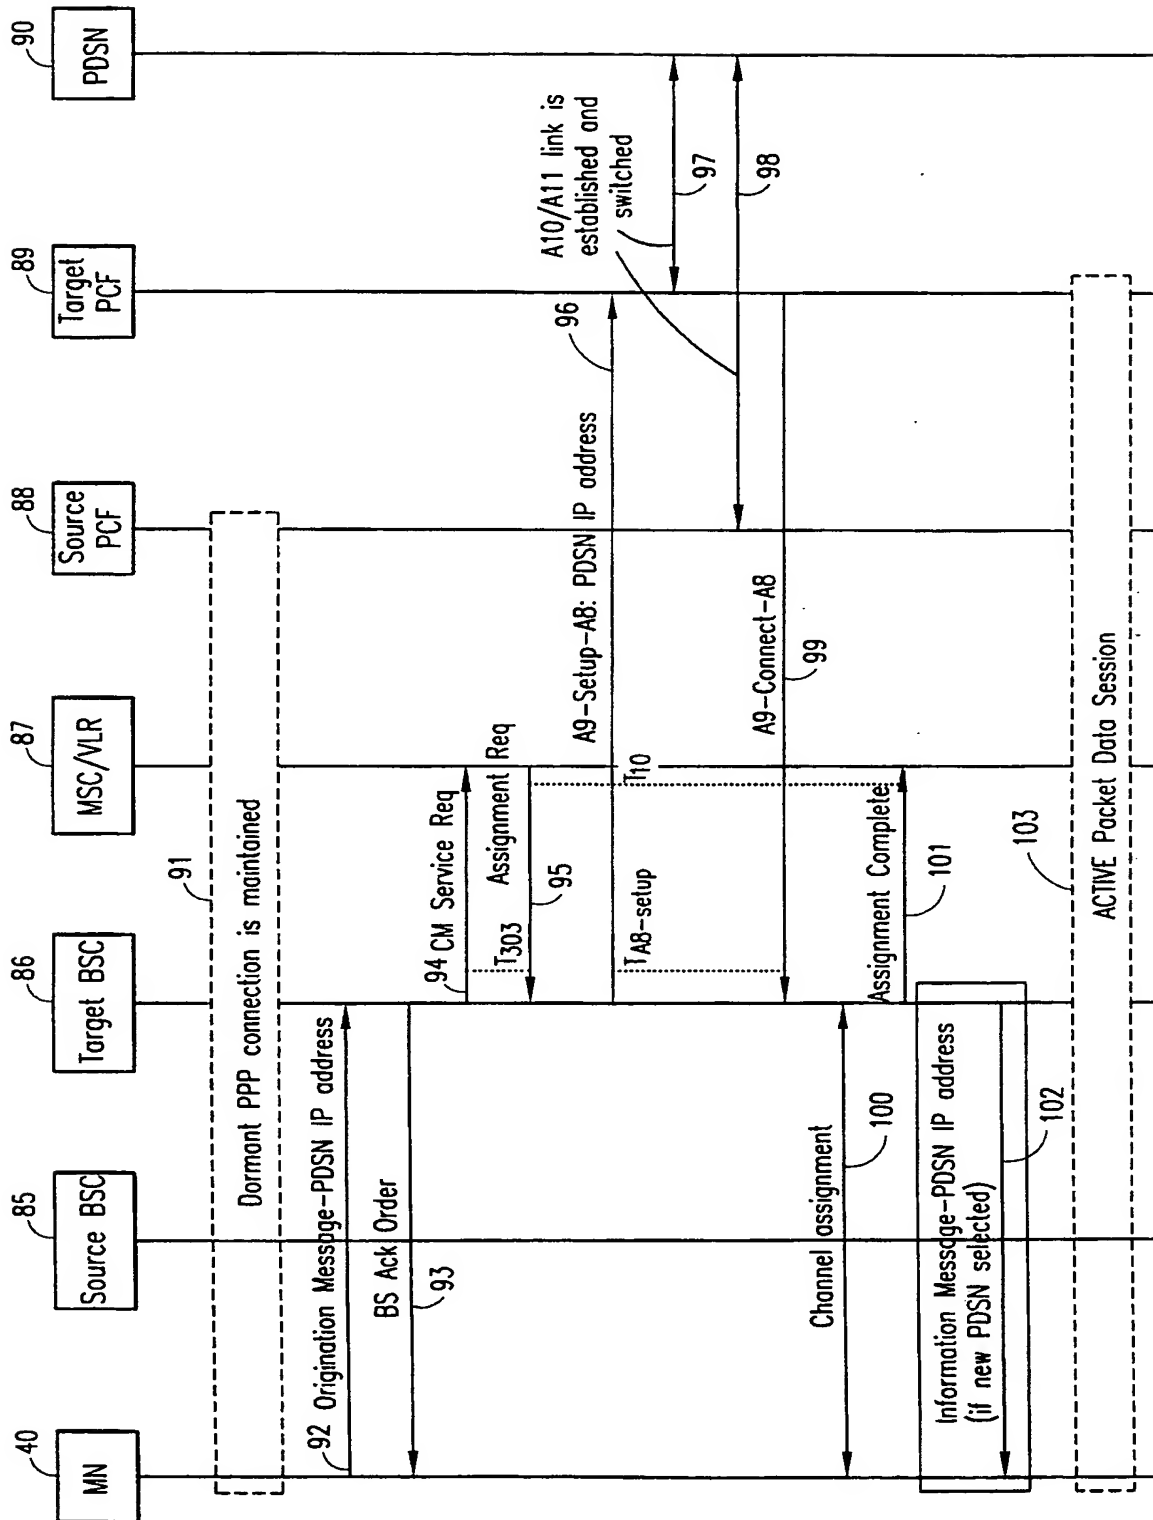 40
MN
85
Source BSC
86
Target BSC
87
MSC/VLR
88
Source
PCF
89
Target
PCF
90
PDSN
Dormant PPP connection is maintained
91
92 Origination Message-PDSN IP address
BS Ack Order
93
94 CM Service Req
T303
Assignment Req
95
A9-Setup-A8: PDSN IP address
96
A10/A11 link is
established and
switched
97
98
TA8-setup
T10
A9-Connect-A8
99
Channel assignment
100
Assignment Complete
101
Information Message-PDSN IP address
(if new PDSN selected)
102
103
ACTIVE Packet Data Session